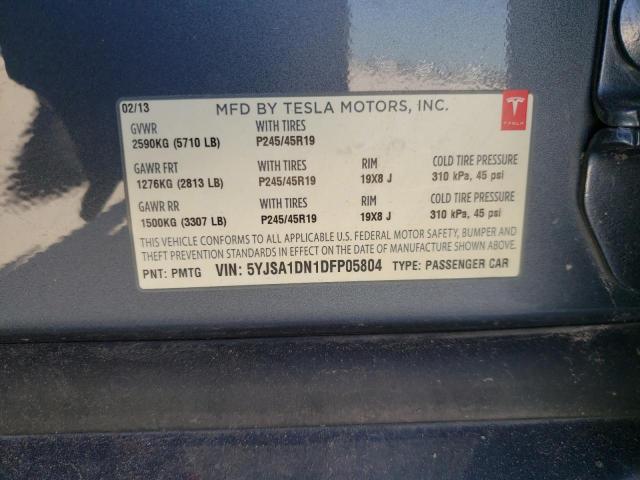 02/13 MFD BY TESLA MOTORS, INC.
TESLA
GVWR WITH TIRES
2590KG (5710 LB) P245/45R19
GAWR FRT WITH TIRES RIM COLD TIRE PRESSURE
1276KG (2813 LB) P245/45R19 19X8 J 310 kPa, 45 psi
GAWR RR WITH TIRES RIM COLD TIRE PRESSURE
1500KG (3307 LB) P245/45R19 19X8 J 310 kPa, 45 psi
THIS VEHICLE CONFORMS TO ALL APPLICABLE U.S. FEDERAL MOTOR SAFETY, BUMPER, AND
THEFT PREVENTION STANDARDS IN EFFECT ON THE DATE OF MANUFACTURE SHOWN ABOVE.
PNT: PMTG VIN: 5YJSA1DN1DFP05804 TYPE: PASSENGER CAR